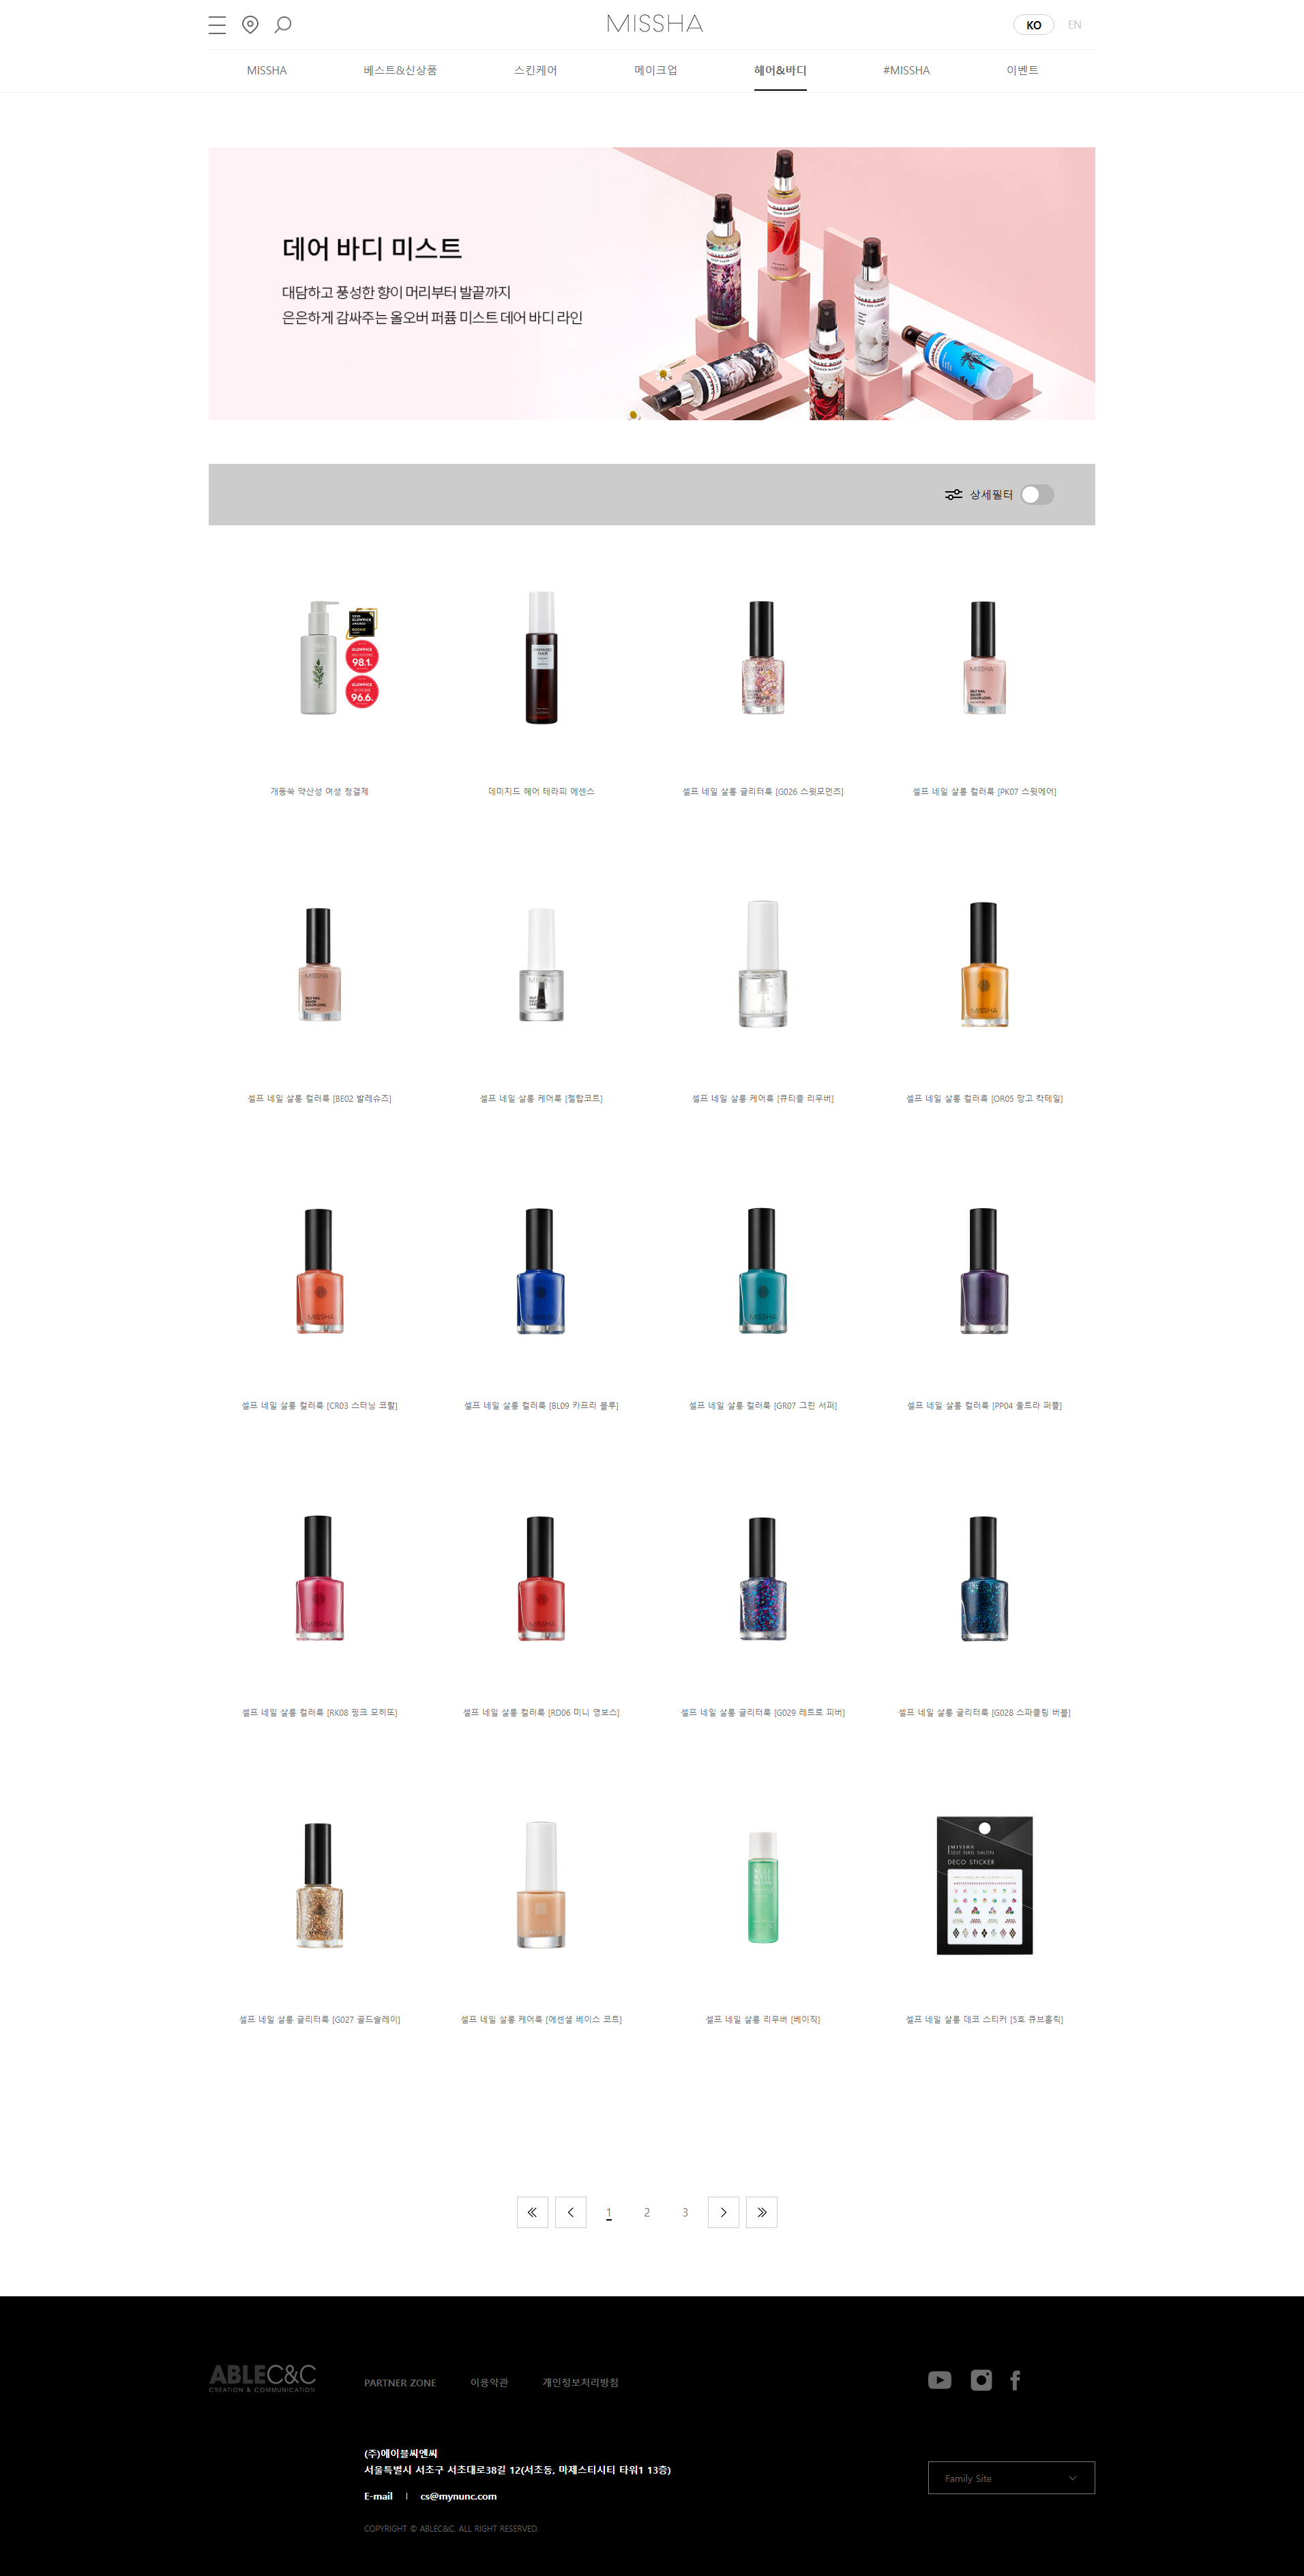 MISSHA
KO
EN
MISSHA
베스트&신상품
스킨케어
메이크업
헤어&바디
#MISSHA
이벤트
데어 바디 미스트
대담하고 풍성한 향이 머리부터 발끝까지
은은하게 감싸주는 올오버 퍼퓸 미스트 데어 바디 라인
상세필터
98.1.
96.6.
개똥쑥 약산성 여성 청결제
데미지드 헤어 테라피 에센스
셀프 네일 살롱 글리터룩 [G026 스윗모먼츠]
셀프 네일 살롱 컬러룩 [PK07 스윗에어]
셀프 네일 살롱 컬러룩 [BE02 발레슈즈]
셀프 네일 살롱 케어룩 [젤탑코트]
셀프 네일 살롱 케어룩 [큐티클 리무버]
셀프 네일 살롱 컬러룩 [OR05 망고 칵테일]
셀프 네일 살롱 컬러룩 [CR03 스터닝 코랄]
셀프 네일 살롱 컬러룩 [BL09 카프리 블루]
셀프 네일 살롱 컬러룩 [GR07 그린 서퍼]
셀프 네일 살롱 컬러룩 [PP04 울트라 퍼플]
셀프 네일 살롱 컬러룩 [RK08 핑크 모히또]
셀프 네일 살롱 컬러룩 [RD06 미니 영보스]
셀프 네일 살롱 글리터룩 [G029 레트로 피버]
셀프 네일 살롱 글리터룩 [G028 스파클링 버블]
MISSHA
SELF NAIL SALON
DECO STICKER
셀프 네일 살롱 글리터룩 [G027 골드슬레이]
셀프 네일 살롱 케어룩 [에센셜 베이스 코트]
셀프 네일 살롱 리무버 [베이직]
셀프 네일 살롱 데코 스티커 [5호 큐브홀릭]
1
2
3
ABLEC&C
CREATION & COMMUNICATION
PARTNER ZONE
이용약관
개인정보처리방침
(주)에이블씨엔씨
서울특별시 서초구 서초대로38길 12(서초동, 마제스티시티 타워1 13층)
E-mail | cs@mynunc.com
Family Site
COPYRIGHT © ABLEC&C. ALL RIGHT RESERVED.